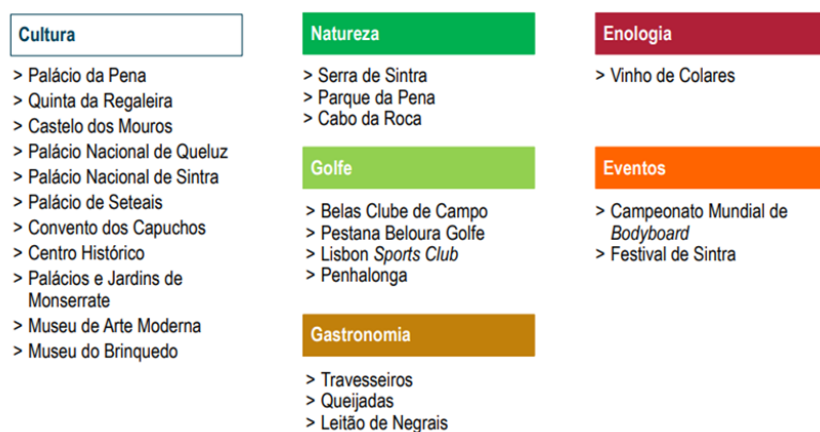 Cultura
> Palácio da Pena
> Quinta da Regaleira
> Castelo dos Mouros
> Palácio Nacional de Queluz
> Palácio Nacional de Sintra
> Palácio de Seteais
> Convento dos Capuchos
> Centro Histórico
> Palácios e Jardins de
Monserrate
> Museu de Arte Moderna
> Museu do Brinquedo
Natureza
> Serra de Sintra
> Parque da Pena
> Cabo da Roca
Golfe
> Belas Clube de Campo
> Pestana Beloura Golfe
> Lisbon Sports Club
> Penhalonga
Gastronomia
> Travesseiros
> Queijadas
> Leitão de Negrais
Enologia
> Vinho de Colares
Eventos
> Campeonato Mundial de
Bodyboard
> Festival de Sintra